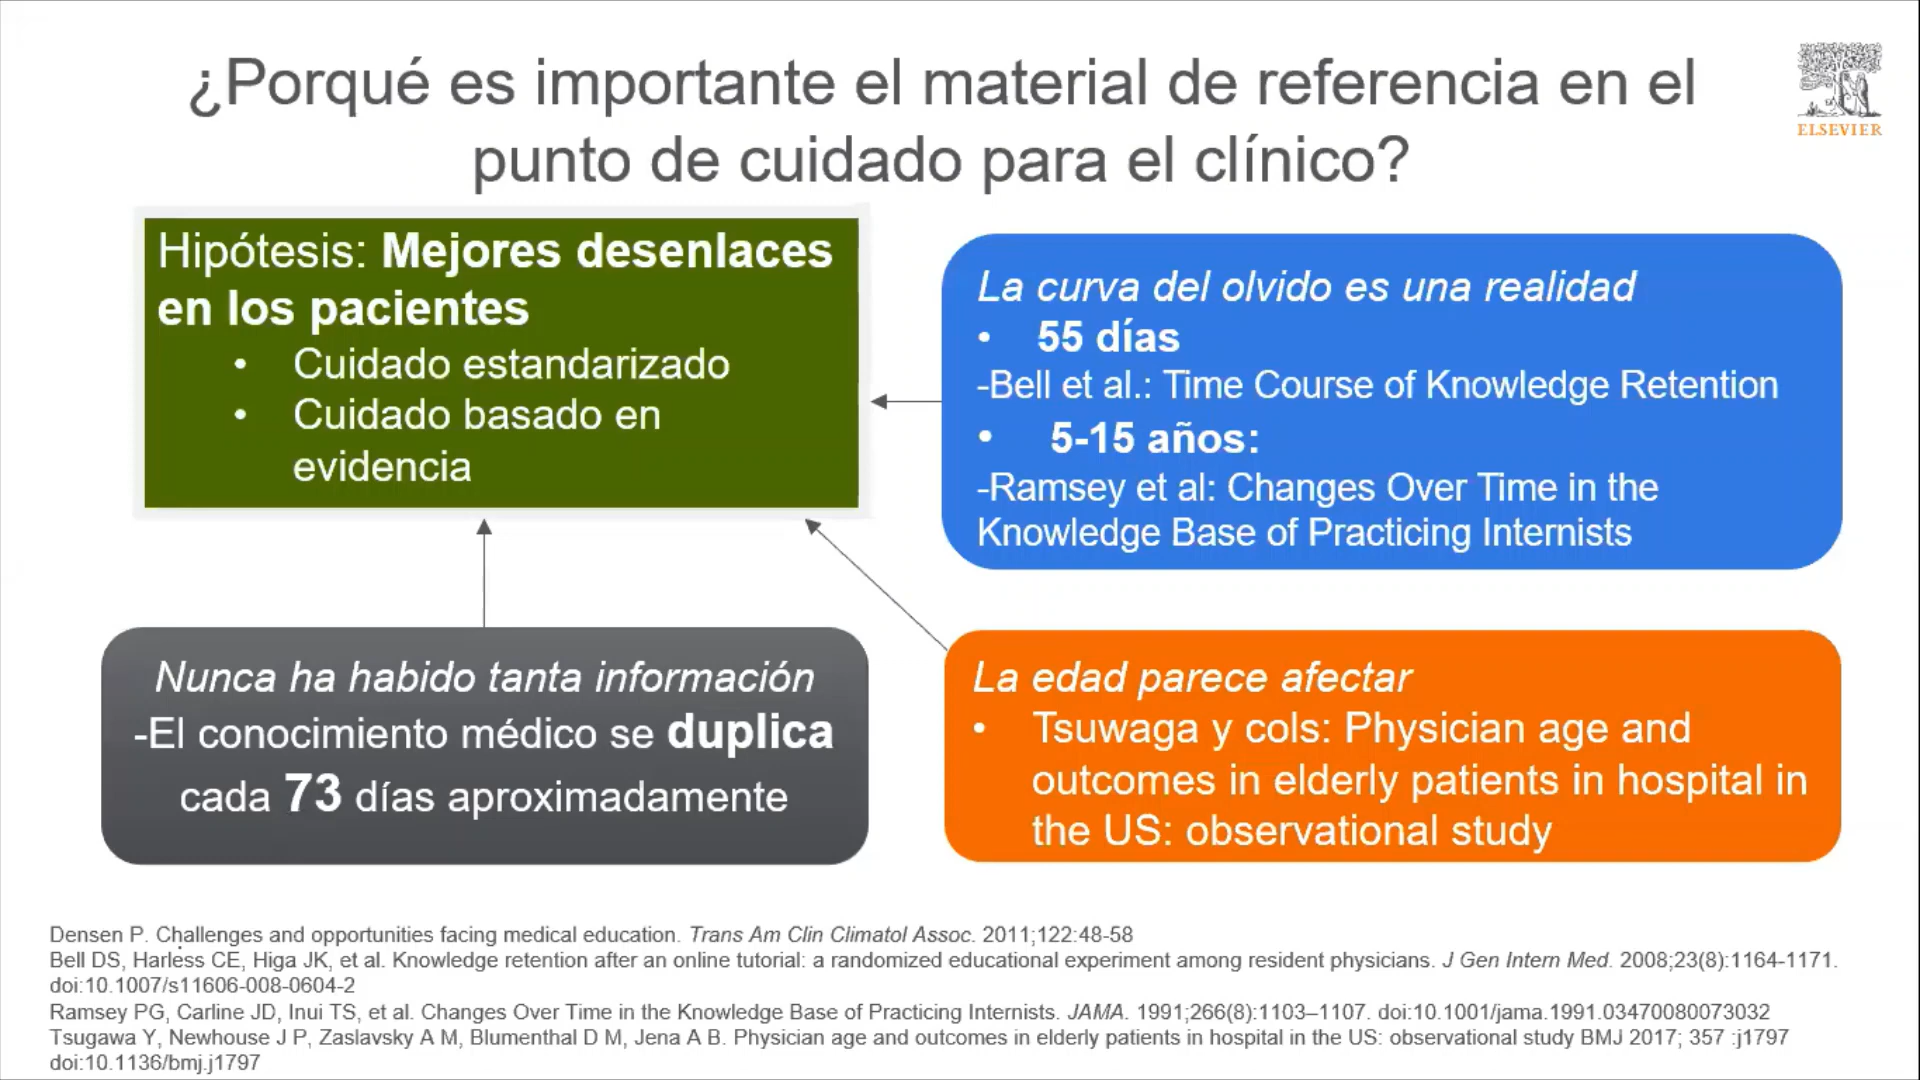 ¿Porqué es importante el material de referencia en el
punto de cuidado para el clínico?
ELSEVIER
Hipótesis: Mejores desenlaces
en los pacientes
• Cuidado estandarizado
• Cuidado basado en
evidencia
La curva del olvido es una realidad
• 55 días
-Bell et al.: Time Course of Knowledge Retention
• 5-15 años:
-Ramsey et al: Changes Over Time in the
Knowledge Base of Practicing Internists
Nunca ha habido tanta información
-El conocimiento médico se duplica
cada 73 días aproximadamente
La edad parece afectar
• Tsuwaga y cols: Physician age and
outcomes in elderly patients in hospital in
the US: observational study
Densen P. Challenges and opportunities facing medical education. Trans Am Clin Climatol Assoc. 2011;122:48-58
Bell DS, Harless CE, Higa JK, et al. Knowledge retention after an online tutorial: a randomized educational experiment among resident physicians. J Gen Intern Med. 2008;23(8):1164-1171.
doi:10.1007/s11606-008-0604-2
Ramsey PG, Carline JD, Inui TS, et al. Changes Over Time in the Knowledge Base of Practicing Internists. JAMA. 1991;266(8):1103–1107. doi:10.1001/jama.1991.03470080073032
Tsugawa Y, Newhouse J P, Zaslavsky A M, Blumenthal D M, Jena A B. Physician age and outcomes in elderly patients in hospital in the US: observational study BMJ 2017; 357 :j1797
doi:10.1136/bmj.j1797